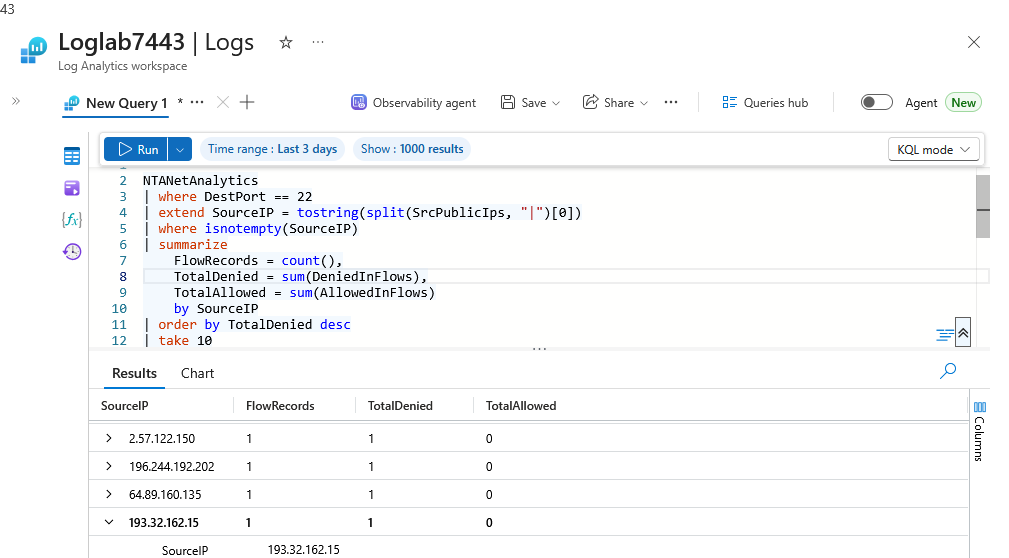 43
Loglab7443 | Logs
Log Analytics workspace
New Query 1 *
Observability agent
Save
Share
Queries hub
Agent
New
Run
Time range : Last 3 days
Show : 1000 results
KQL mode
2 NTANetAnalytics
3 | where DestPort == 22
4 | extend SourceIP = tostring(split(SrcPublicIps, "|")[0])
5 | where isnotempty(SourceIP)
6 | summarize
7 FlowRecords = count(),
8 TotalDenied = sum(DeniedInFlows),
9 TotalAllowed = sum(AllowedInFlows)
10 by SourceIP
11 | order by TotalDenied desc
12 | take 10
Results Chart
SourceIP FlowRecords TotalDenied TotalAllowed
Columns
2.57.122.150 1 1 0
196.244.192.202 1 1 0
64.89.160.135 1 1 0
193.32.162.15 1 1 0
SourceIP 193.32.162.15